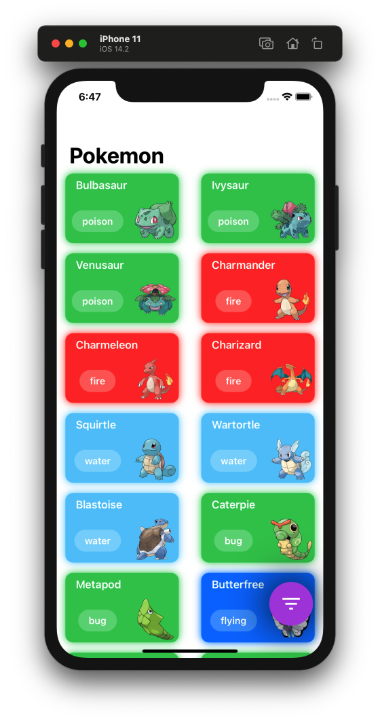 iPhone 11
iOS 14.2
6:47
Pokemon
Bulbasaur
poison
Ivysaur
poison
Venusaur
poison
Charmander
fire
Charmeleon
fire
Charizard
fire
Squirtle
water
Wartortle
water
Blastoise
water
Caterpie
bug
Metapod
bug
Butterfree
flying